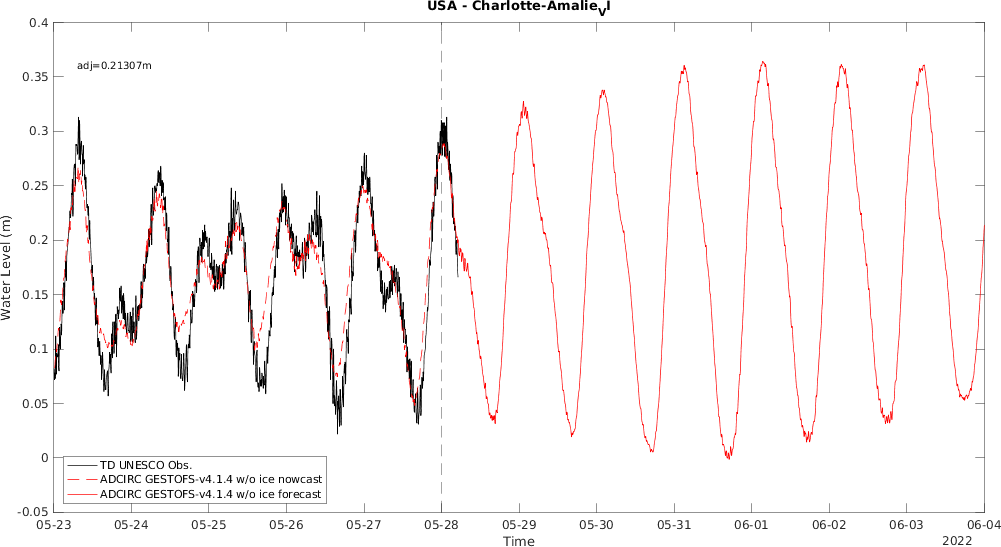 USA - Charlotte-Amalie_VI
0.4
adj=0.21307m
0.35
0.3
0.25
0.2
0.15
0.1
0.05
0
-0.05
Water Level (m)
TD UNESCO Obs.
ADCIRC GESTOFS-v4.1.4 w/o ice nowcast
ADCIRC GESTOFS-v4.1.4 w/o ice forecast
05-23 05-24 05-25 05-26 05-27 05-28 05-29 05-30 05-31 06-01 06-02 06-03 06-04
Time
2022